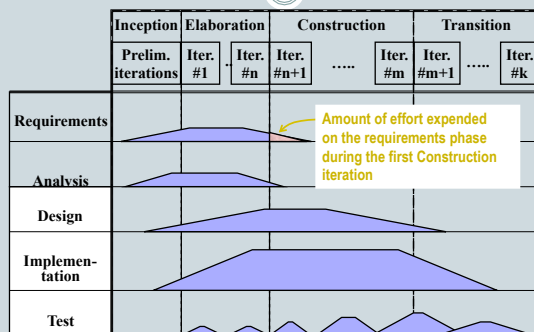 Inception Elaboration Construction Transition
Prelim. iterations
Iter. #1
..
Iter. #n
Iter. #n+1
.....
Iter. #m
Iter. #m+1
.....
Iter. #k
Requirements
Amount of effort expended
on the requirements phase
during the first Construction
iteration
Analysis
Design
Implemen-
tation
Test